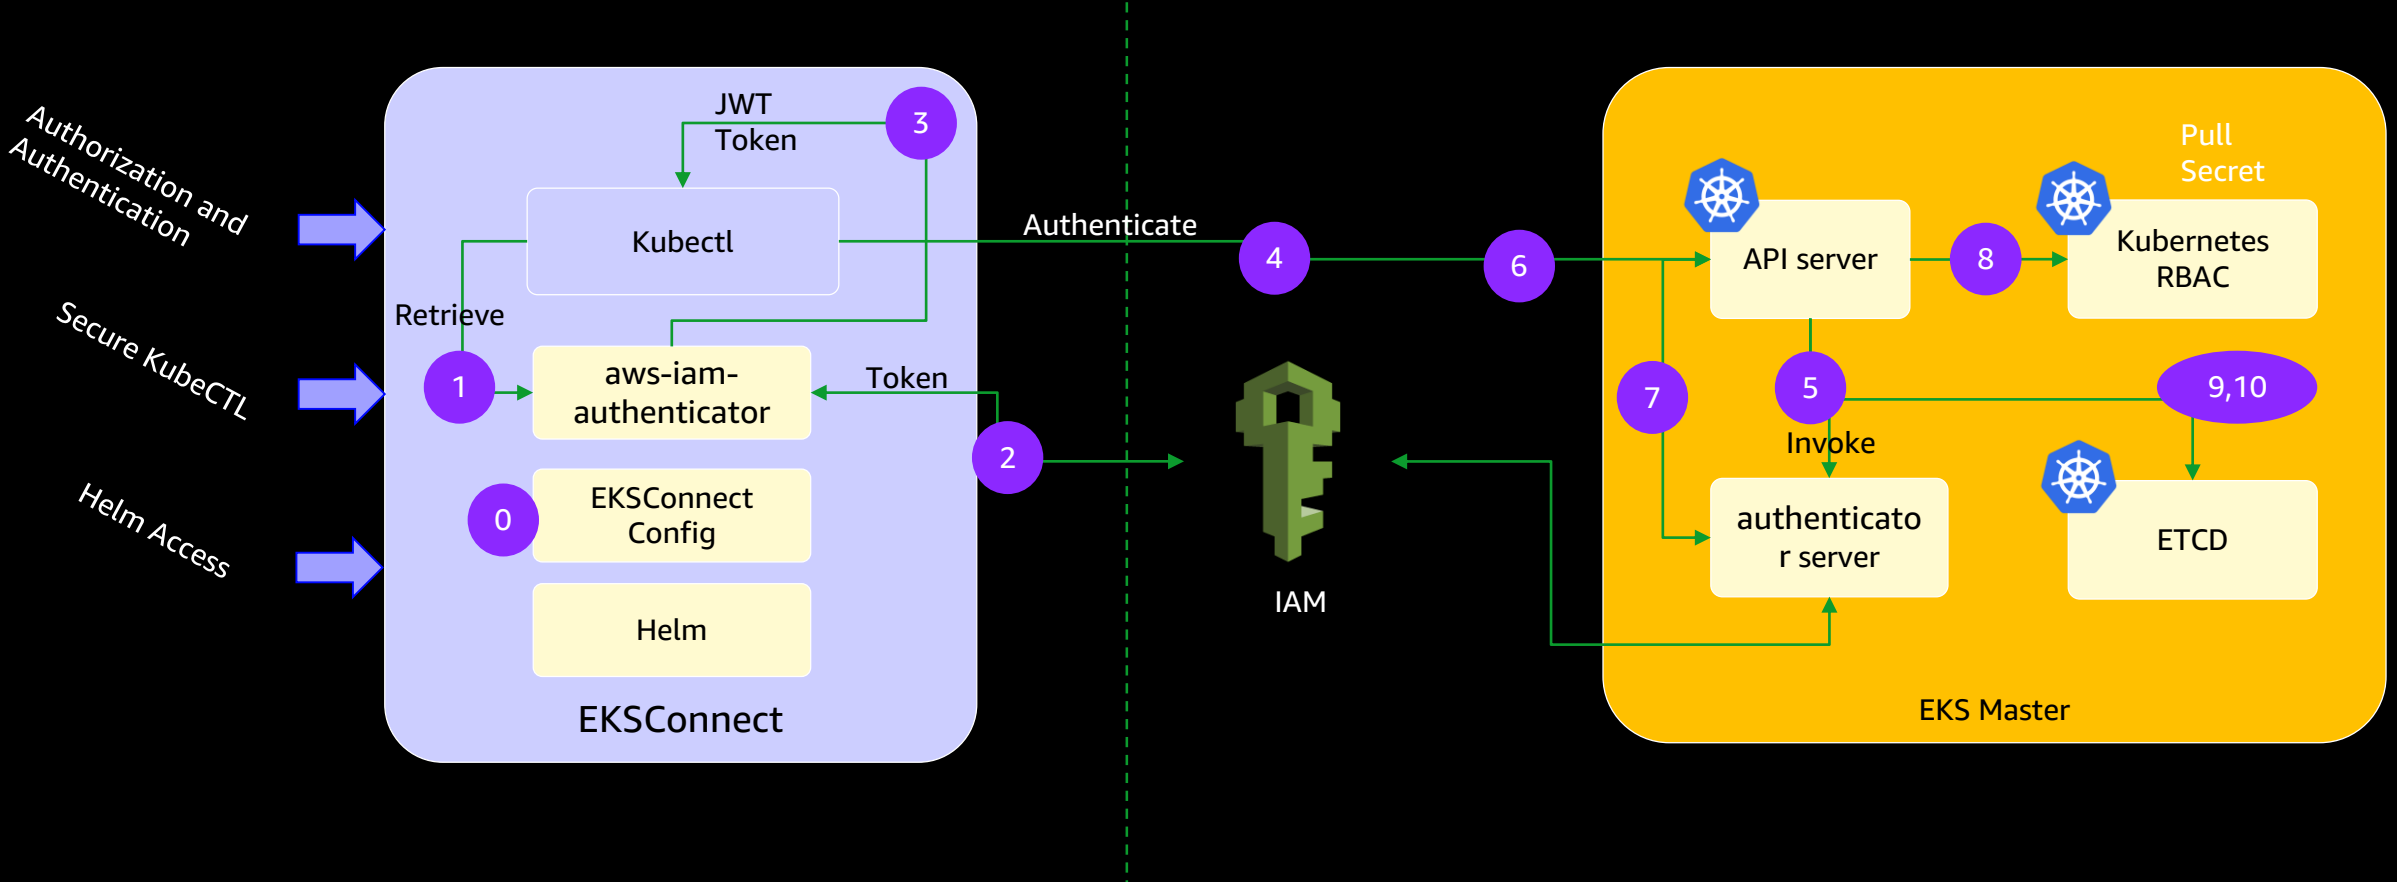 Authorization and
Authentication
Secure KubeCTL
Helm Access
JWT
Token
3
Kubectl
Retrieve
1
aws-iam-
authenticator
Token
2
0
EKSConnect
Config
Helm
EKSConnect
Authenticate
4
6
IAM
Pull
Secret
API server
8
Kubernetes
RBAC
7
5
9,10
Invoke
authenticato
r server
ETCD
EKS Master